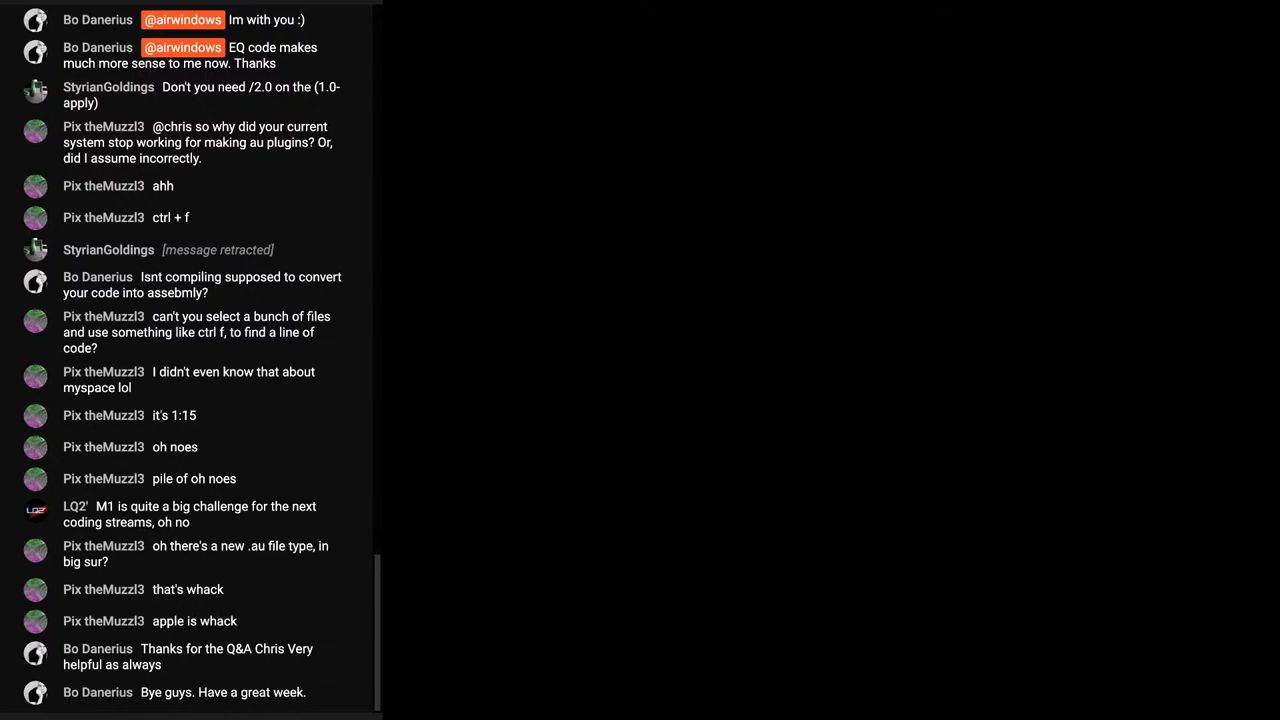 Bo Danerius @airwindows Im with you :)
Bo Danerius @airwindows EQ code makes
much more sense to me now. Thanks
StyrianGoldings Don't you need /2.0 on the (1.0-
apply)
Pix theMuzzl3 @chris so why did your current
system stop working for making au plugins? Or,
did I assume incorrectly.
Pix theMuzzl3 ahh
Pix theMuzzl3 ctrl + f
StyrianGoldings [message retracted]
Bo Danerius Isnt compiling supposed to convert
your code into assebmly?
Pix theMuzzl3 can't you select a bunch of files
and use something like ctrl f, to find a line of
code?
Pix theMuzzl3 I didn't even know that about
myspace lol
Pix theMuzzl3 it's 1:15
Pix theMuzzl3 oh noes
Pix theMuzzl3 pile of oh noes
LQ2' M1 is quite a big challenge for the next
coding streams, oh no
Pix theMuzzl3 oh there's a new .au file type, in
big sur?
Pix theMuzzl3 that's whack
Pix theMuzzl3 apple is whack
Bo Danerius Thanks for the Q&A Chris Very
helpful as always
Bo Danerius Bye guys. Have a great week.